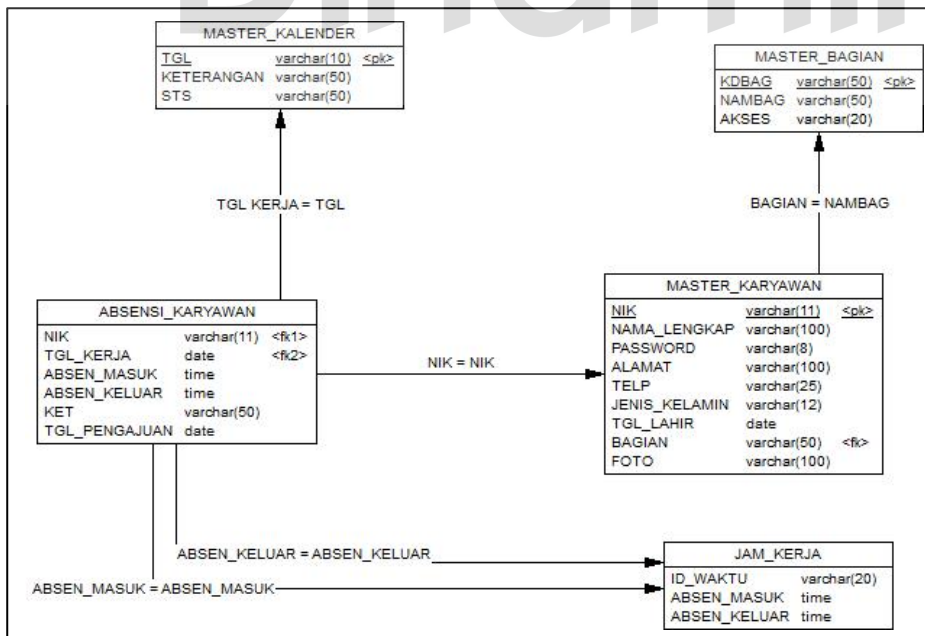 MASTER_KALENDER
TGL varchar(10) <pk>
KETERANGAN varchar(50)
STS varchar(50)
MASTER_BAGIAN
KDBAG varchar(50) <pk>
NAMBAG varchar(50)
AKSES varchar(20)
TGL KERJA = TGL
BAGIAN = NAMBAG
ABSENSI_KARYAWAN
NIK varchar(11) <fk1>
TGL_KERJA date <fk2>
ABSEN_MASUK time
ABSEN_KELUAR time
KET varchar(50)
TGL_PENGAJUAN date
NIK = NIK
MASTER_KARYAWAN
NIK varchar(11) <pk>
NAMA_LENGKAP varchar(100)
PASSWORD varchar(8)
ALAMAT varchar(100)
TELP varchar(25)
JENIS_KELAMIN varchar(12)
TGL_LAHIR date
BAGIAN varchar(50) <fk>
FOTO varchar(100)
ABSEN_KELUAR = ABSEN_KELUAR
ABSEN_MASUK = ABSEN_MASUK
JAM_KERJA
ID_WAKTU varchar(20)
ABSEN_MASUK time
ABSEN_KELUAR time